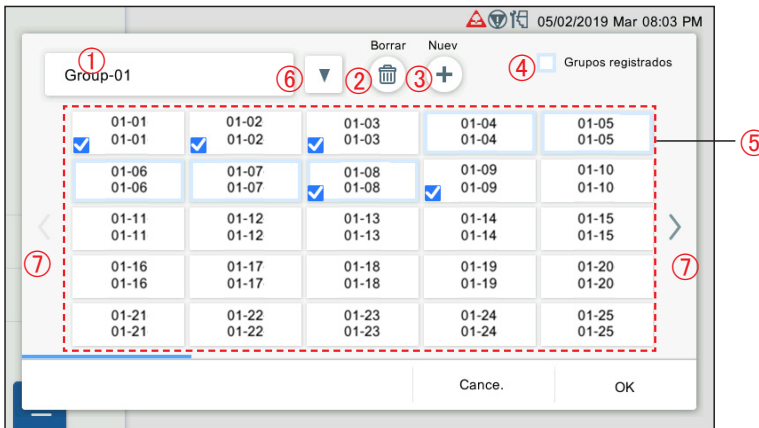 05/02/2019 Mar 08:03 PM
Borrar Nuev
① Group-01 ⑥ ▼ ② ③ + ④ Grupos registrados
01-01 01-02 01-03 01-04 01-05
01-01 01-02 01-03 01-04 01-05
⑤
01-06 01-07 01-08 01-09 01-10
01-06 01-07 01-08 01-09 01-10
01-11 01-12 01-13 01-14 01-15
01-11 01-12 01-13 01-14 01-15
⑦ ⑦
01-16 01-17 01-18 01-19 01-20
01-16 01-17 01-18 01-19 01-20
01-21 01-22 01-23 01-24 01-25
01-21 01-22 01-23 01-24 01-25
Cance. OK